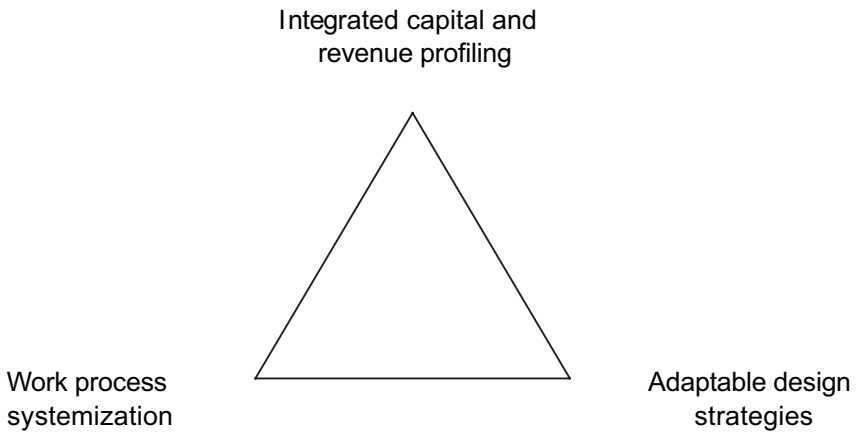 Integrated capital and
revenue profiling
Work process
systemization
Adaptable design
strategies